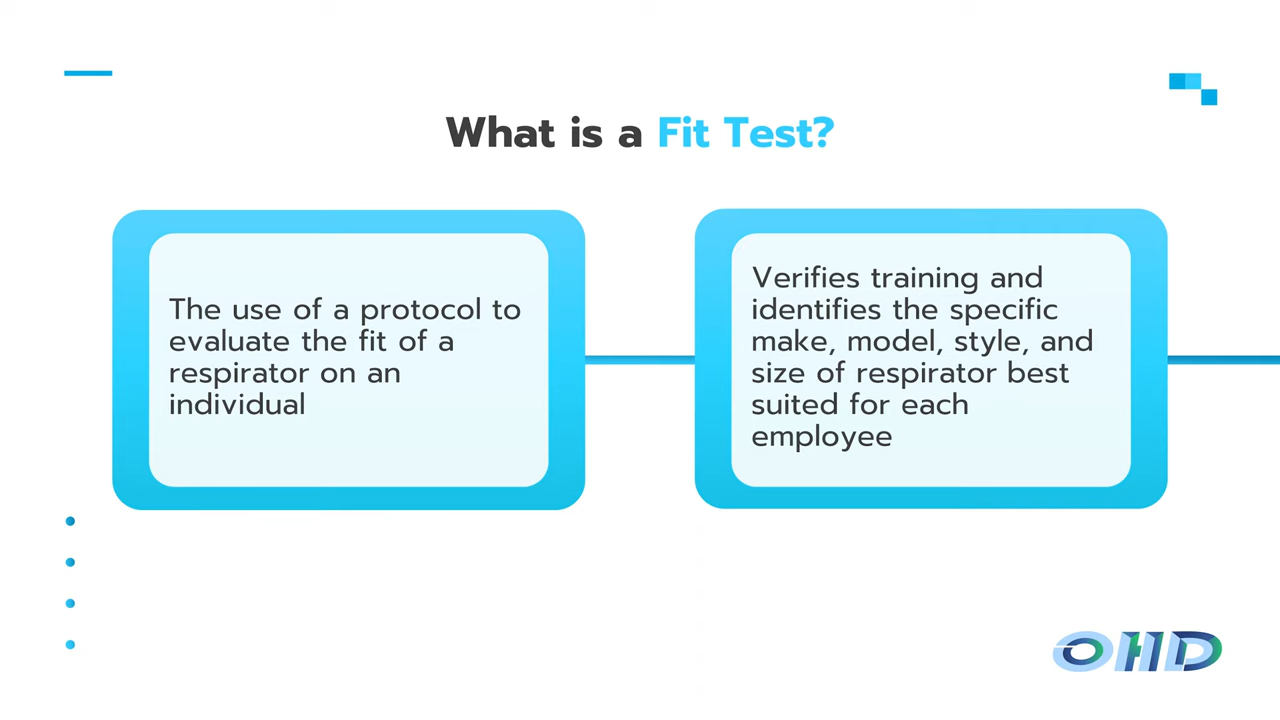 What is a Fit Test?
The use of a protocol to
evaluate the fit of a
respirator on an
individual
Verifies training and
identifies the specific
make, model, style, and
size of respirator best
suited for each
employee
OHD